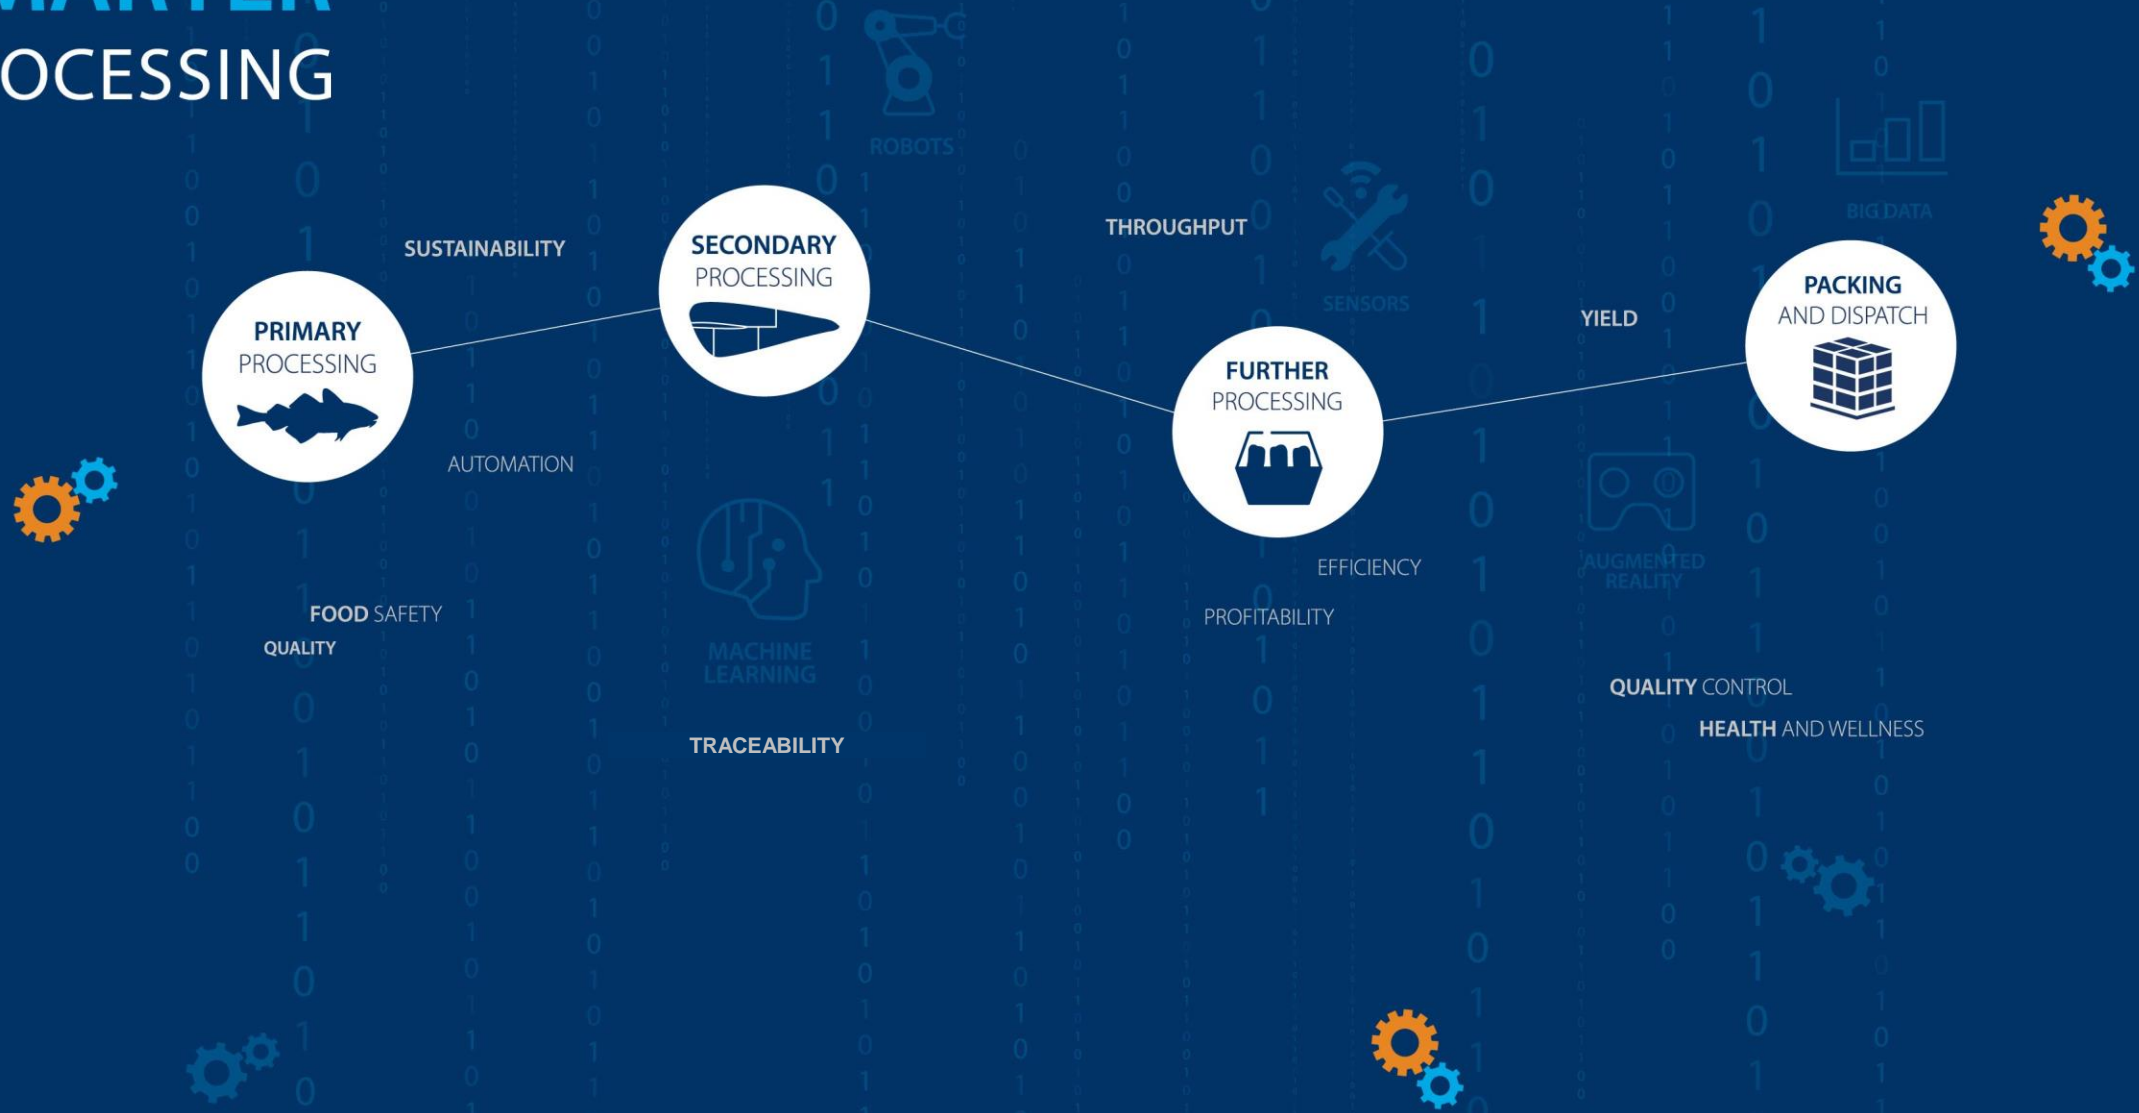 OCESSING
ROBOTS
BIG DATA
THROUGHPUT
SUSTAINABILITY
SECONDARY
PROCESSING
PACKING
AND DISPATCH
SENSORS
YIELD
PRIMARY
PROCESSING
FURTHER
PROCESSING
AUTOMATION
AUGMENTED
REALITY
EFFICIENCY
FOOD SAFETY
PROFITABILITY
QUALITY
MACHINE
LEARNING
QUALITY CONTROL
HEALTH AND WELLNESS
TRACEABILITY